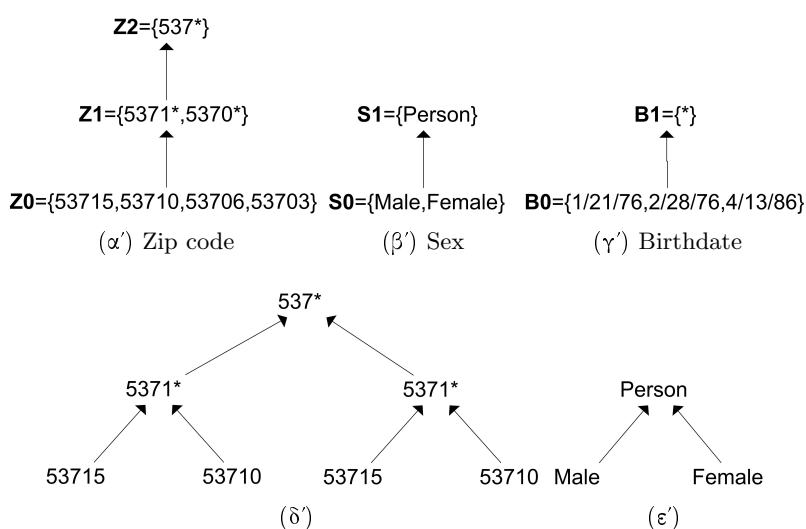 Z2={537*}
Z1={5371*,5370*} S1={Person} B1={*}
Z0={53715,53710,53706,53703} S0={Male,Female} B0={1/21/76,2/28/76,4/13/86}
(α′) Zip code (β′) Sex (γ′) Birthdate
537*
5371* 5371* Person
53715 53710 53715 53710 Male Female
(δ′) (ε′)